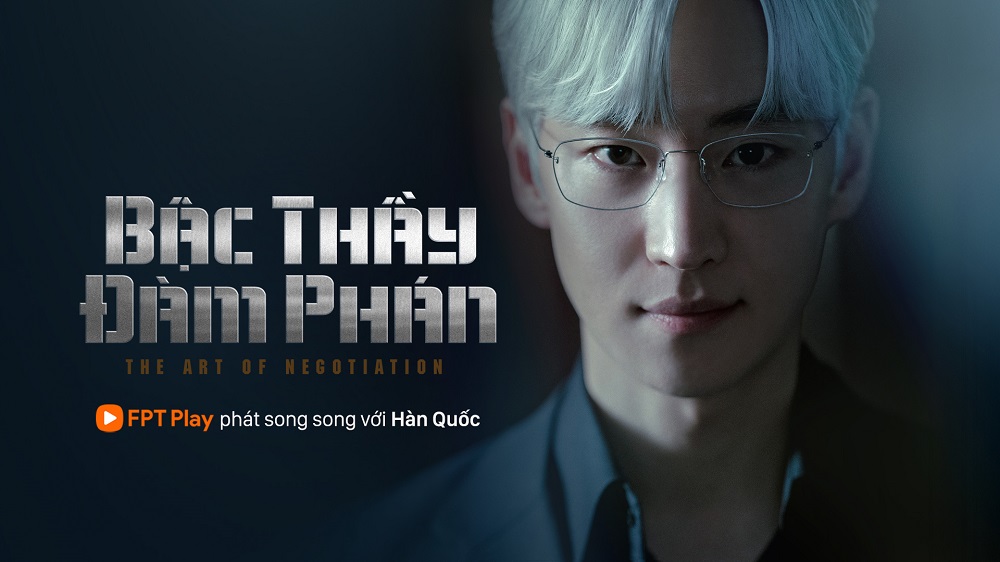 BẬC THẦY
ĐÀM PHÁN
THE ART OF NEGOTIATION
FPT Play phát song song với Hàn Quốc